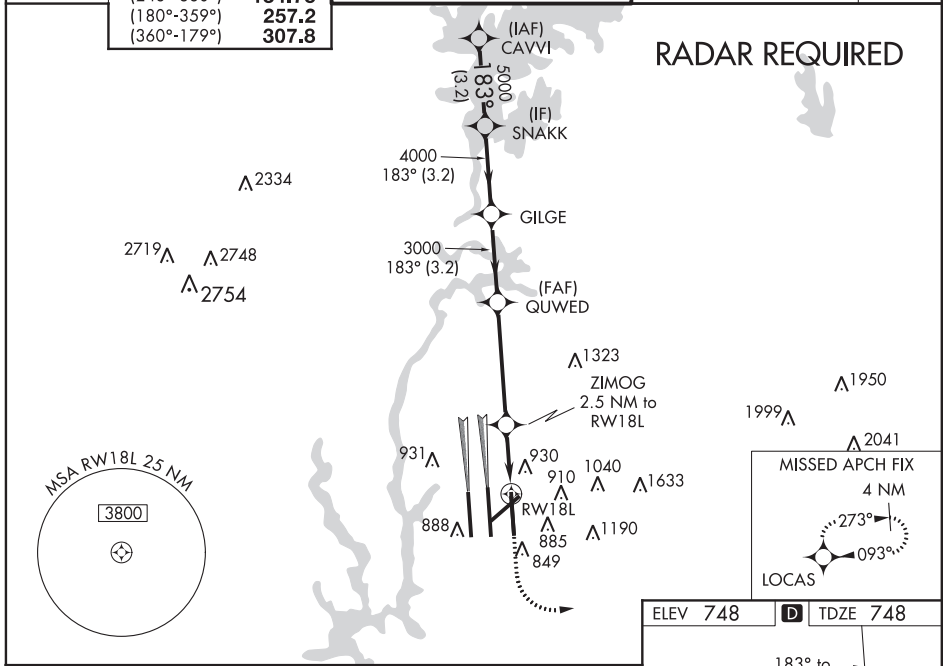 (180°-359°) 257.2
(360°-179°) 307.8
RADAR REQUIRED
(IAF)
CAVVI
5000
183°
(3.2)
(IF)
SNAKK
4000
183° (3.2)
2334
GILGE
2719
2748
2754
3000
183° (3.2)
(FAF)
QUWED
1323
ZIMOG
2.5 NM to
RW18L
1950
1999
2041
931
930
910
1040
1633
RW18L
888
885
1190
849
MSA RW18L 25 NM
3800
MISSED APCH FIX
4 NM
273°
093°
LOCAS
ELEV 748 D TDZE 748
183° to